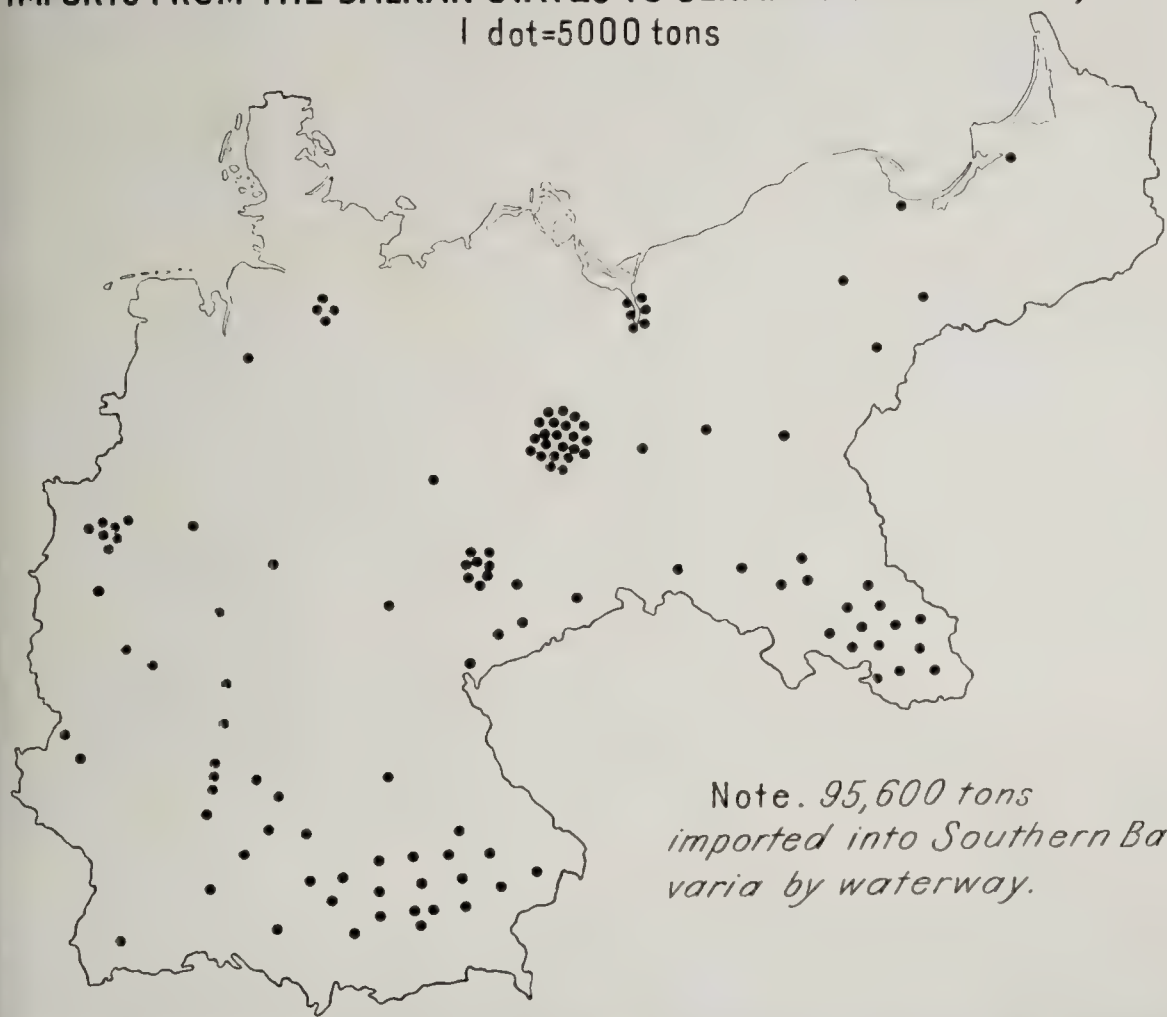 IMPORTS FROM THE BALKAN STATES TO
1 dot=5000 tons
Note. 95,600 tons
imported into Southern Ba
varia by waterway.